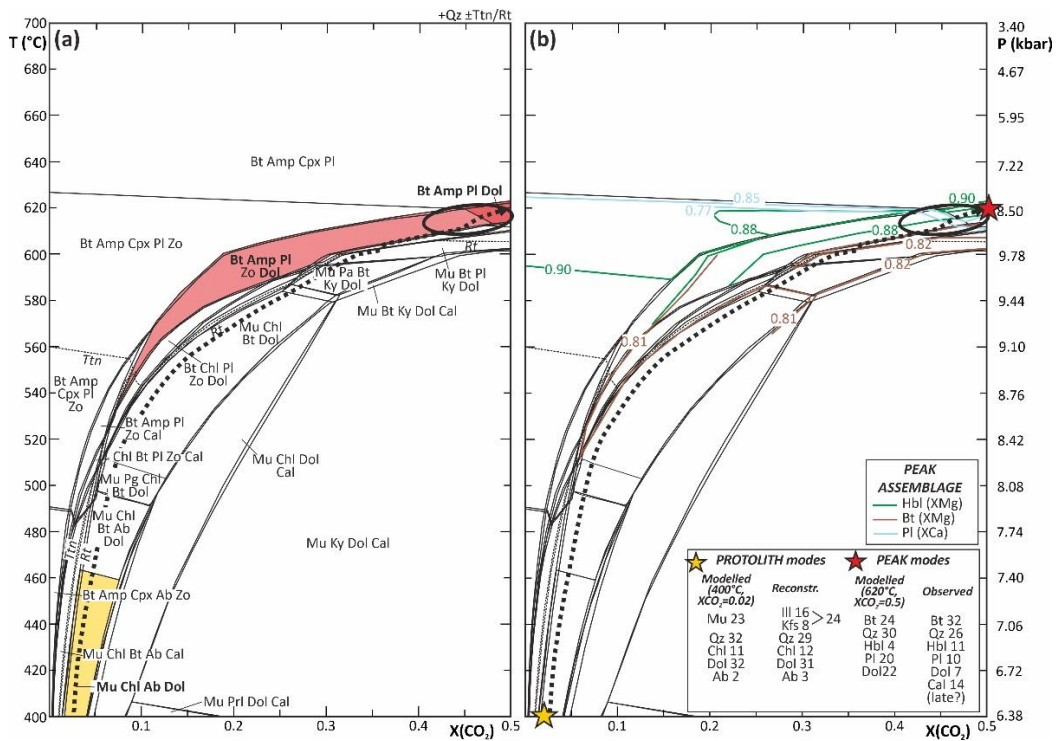 +Qz ±Ttn/Rt
700
T (°C)
(a)
680
660
640
620
600
580
560
540
520
500
480
460
440
420
400
0.1
0.2
0.3
0.4
0.5
X(CO₂)
Bt Amp Cpx Pl
Bt Amp Pl Dol
Bt Amp Cpx Pl Zo
Rt
Bt Amp Pl
Zo Dol
Mu Pa Bt
Ky Dol
Mu Bt Pl
Ky Dol
Mu Bt Ky Dol Cal
Mu Chl
Bt Dol
Rt
Ttn
Bt Chl Pl
Zo Dol
Bt Amp
Cpx Pl
Zo
Bt Amp Pl
Zo Cal
Chl Bt Pl Zo Cal
Mu Chl Dol
Cal
Mu Pg Chl
Bt Dol
Mu Chl
Bt Ab
Dol
Ttn
Rt
Mu Ky Dol Cal
Bt Amp Cpx Ab Zo
Mu Chl Bt Ab Cal
Mu Chl Ab Dol
Mu Prl Dol Cal
(b)
3.40
P (kbar)
4.67
5.95
7.22
8.50
9.78
9.44
9.10
8.76
8.42
8.08
7.74
7.40
7.06
6.72
6.38
0.1
0.2
0.3
0.4
0.5
X(CO₂)
0.85
0.77
0.90
0.88
0.88
0.82
0.82
0.90
0.81
0.81
PEAK
ASSEMBLAGE
Hbl (XMg)
Bt (XMg)
Pl (XCa)
PROTOLITH modes
PEAK modes
Modelled (400°C, XCO₂=0.02)
Reconstr.
Modelled (620°C, XCO₂=0.5)
Observed
Mu 23
Ill 16
Kfs 8 > 24
Bt 24
Bt 32
Qz 32
Qz 29
Qz 30
Qz 26
Chl 11
Chl 12
Hbl 4
Hbl 11
Dol 32
Dol 31
Pl 20
Pl 10
Ab 2
Ab 3
Dol22
Dol 7
Cal 14
(late?)